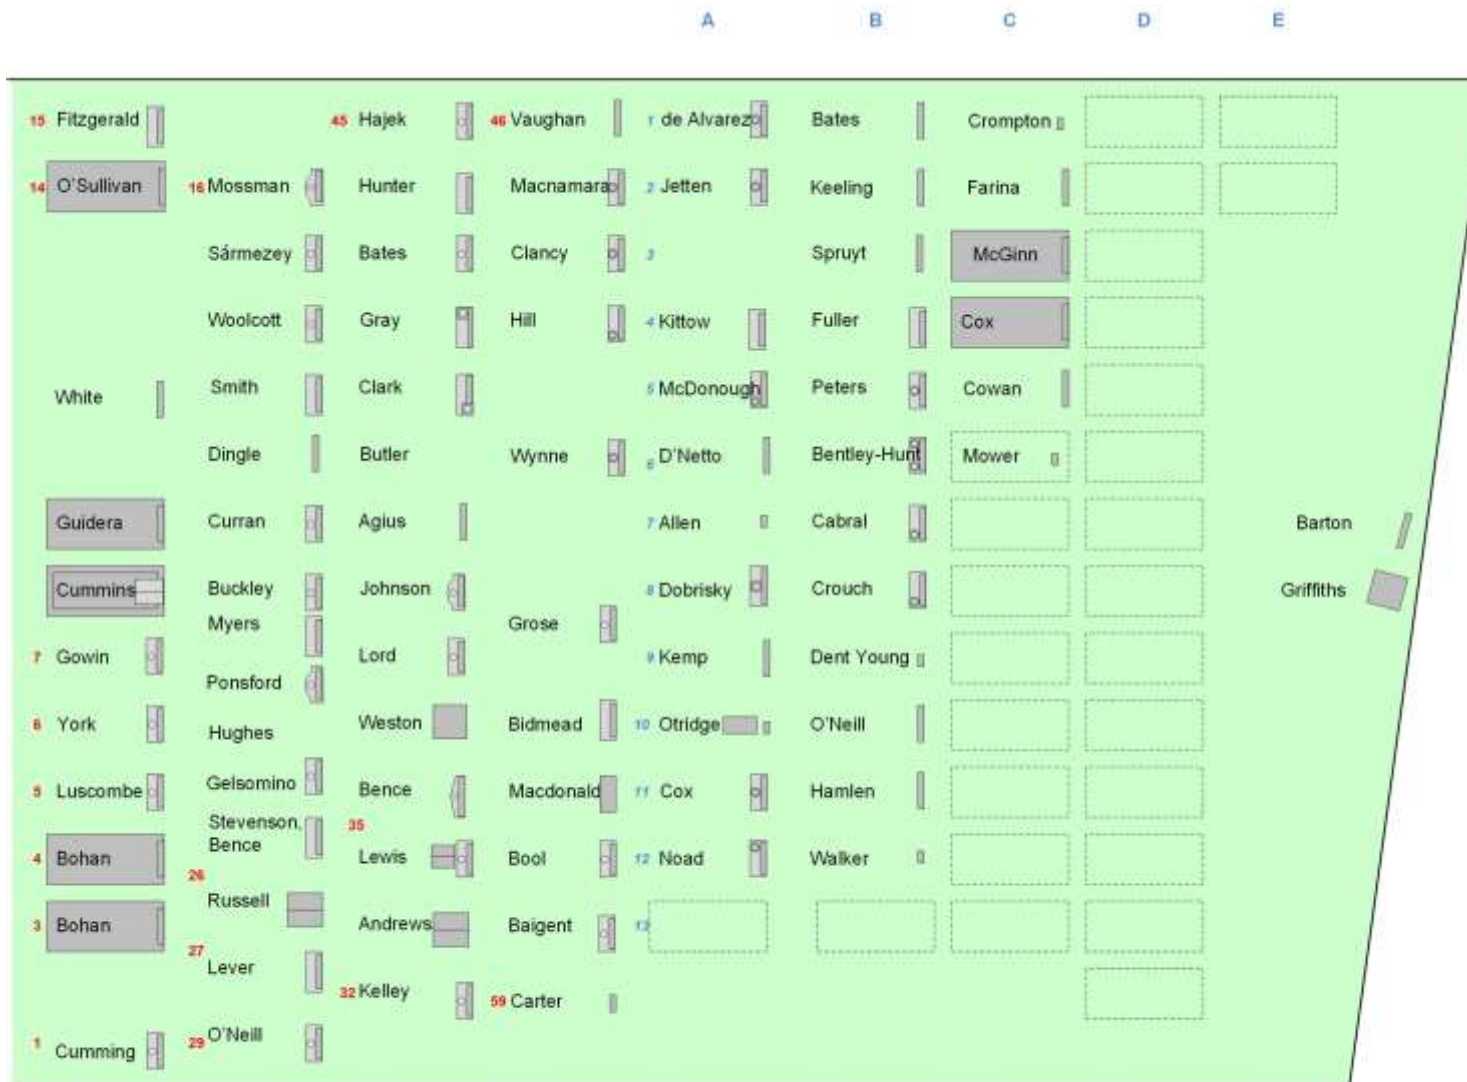 A B C D E
15 Fitzgerald 45 Hajek 46 Vaughan 1 de Alvarez Bates Crompton
14 O'Sullivan 16 Mossman Hunter Macnamara 2 Jetten Keeling Farina
Sármezey Bates Clancy 3 Spruyt McGinn
Woolcott Gray Hill 4 Kittow Fuller Cox
White Smith Clark 5 McDonough Peters Cowan
Dingle Butler Wynne 6 D'Netto Bentley-Hunt Mower
Guidera Curran Agius 7 Allen Cabral Barton
Cummins Buckley Johnson 8 Dobrisky Crouch Griffiths
Myers Grose
7 Gowin Lord 9 Kemp Dent Young
Ponsford
6 York Hughes Weston Bidmead 10 Otridge O'Neill
5 Luscombe Gelsomino Bence Macdonald 11 Cox Hamlen
Stevenson, 35
4 Bohan Bence Lewis Bool 12 Noad Walker
26
Russell
3 Bohan Andrews Baigent 13
27
Lever
32 Kelley 59 Carter
1 Cumming 29 O'Neill